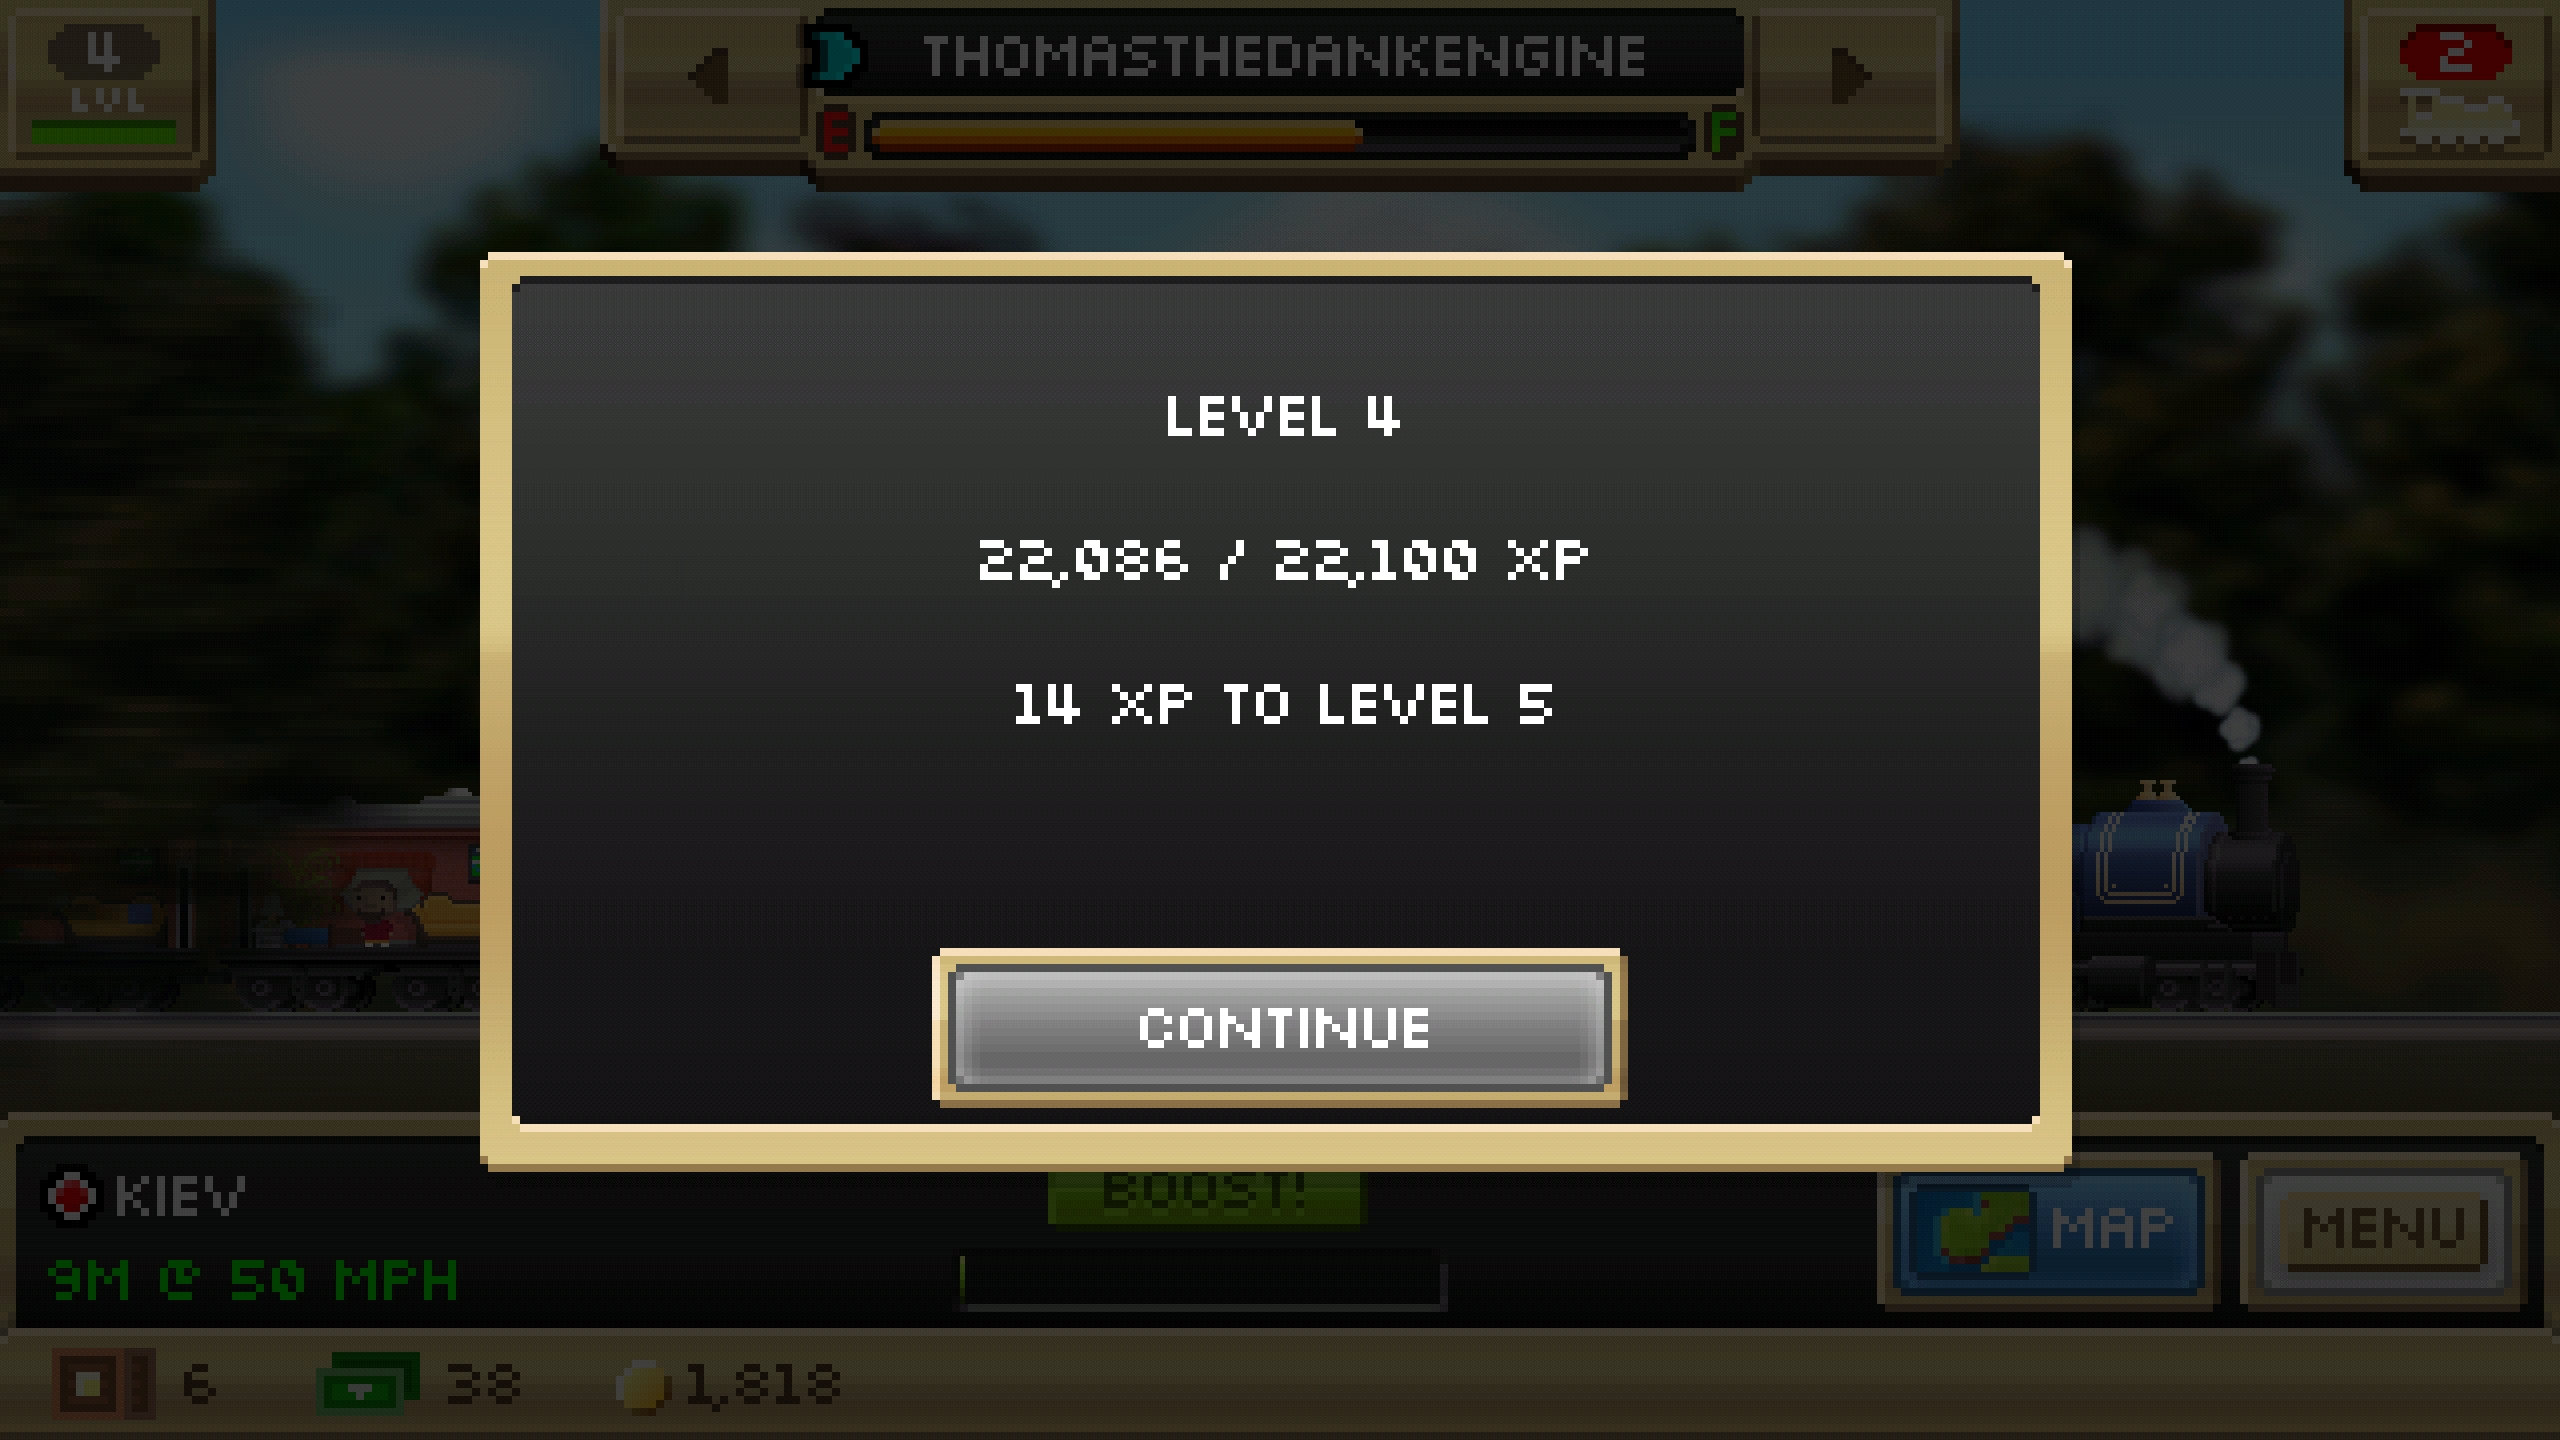 4
LVL
THOMASTHEDANKENGINE
E
F
2
LEVEL 4
22,086 / 22,100 XP
14 XP TO LEVEL 5
CONTINUE
KIEV
9M @ 50 MPH
BOOST!
MAP
MENU
6
38
1,818